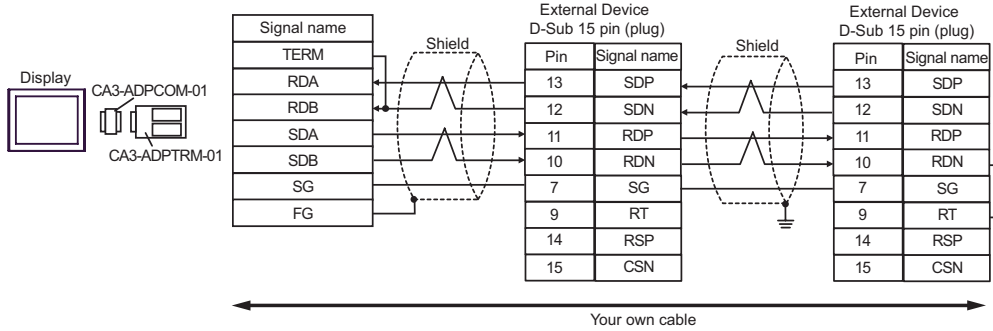 Display
CA3-ADPCOM-01
CA3-ADPTRM-01
Signal name
TERM
RDA
RDB
SDA
SDB
SG
FG
Shield
External Device
D-Sub 15 pin (plug)
Pin Signal name
13 SDP
12 SDN
11 RDP
10 RDN
7 SG
9 RT
14 RSP
15 CSN
Shield
External Device
D-Sub 15 pin (plug)
Pin Signal name
13 SDP
12 SDN
11 RDP
10 RDN
7 SG
9 RT
14 RSP
15 CSN
Your own cable